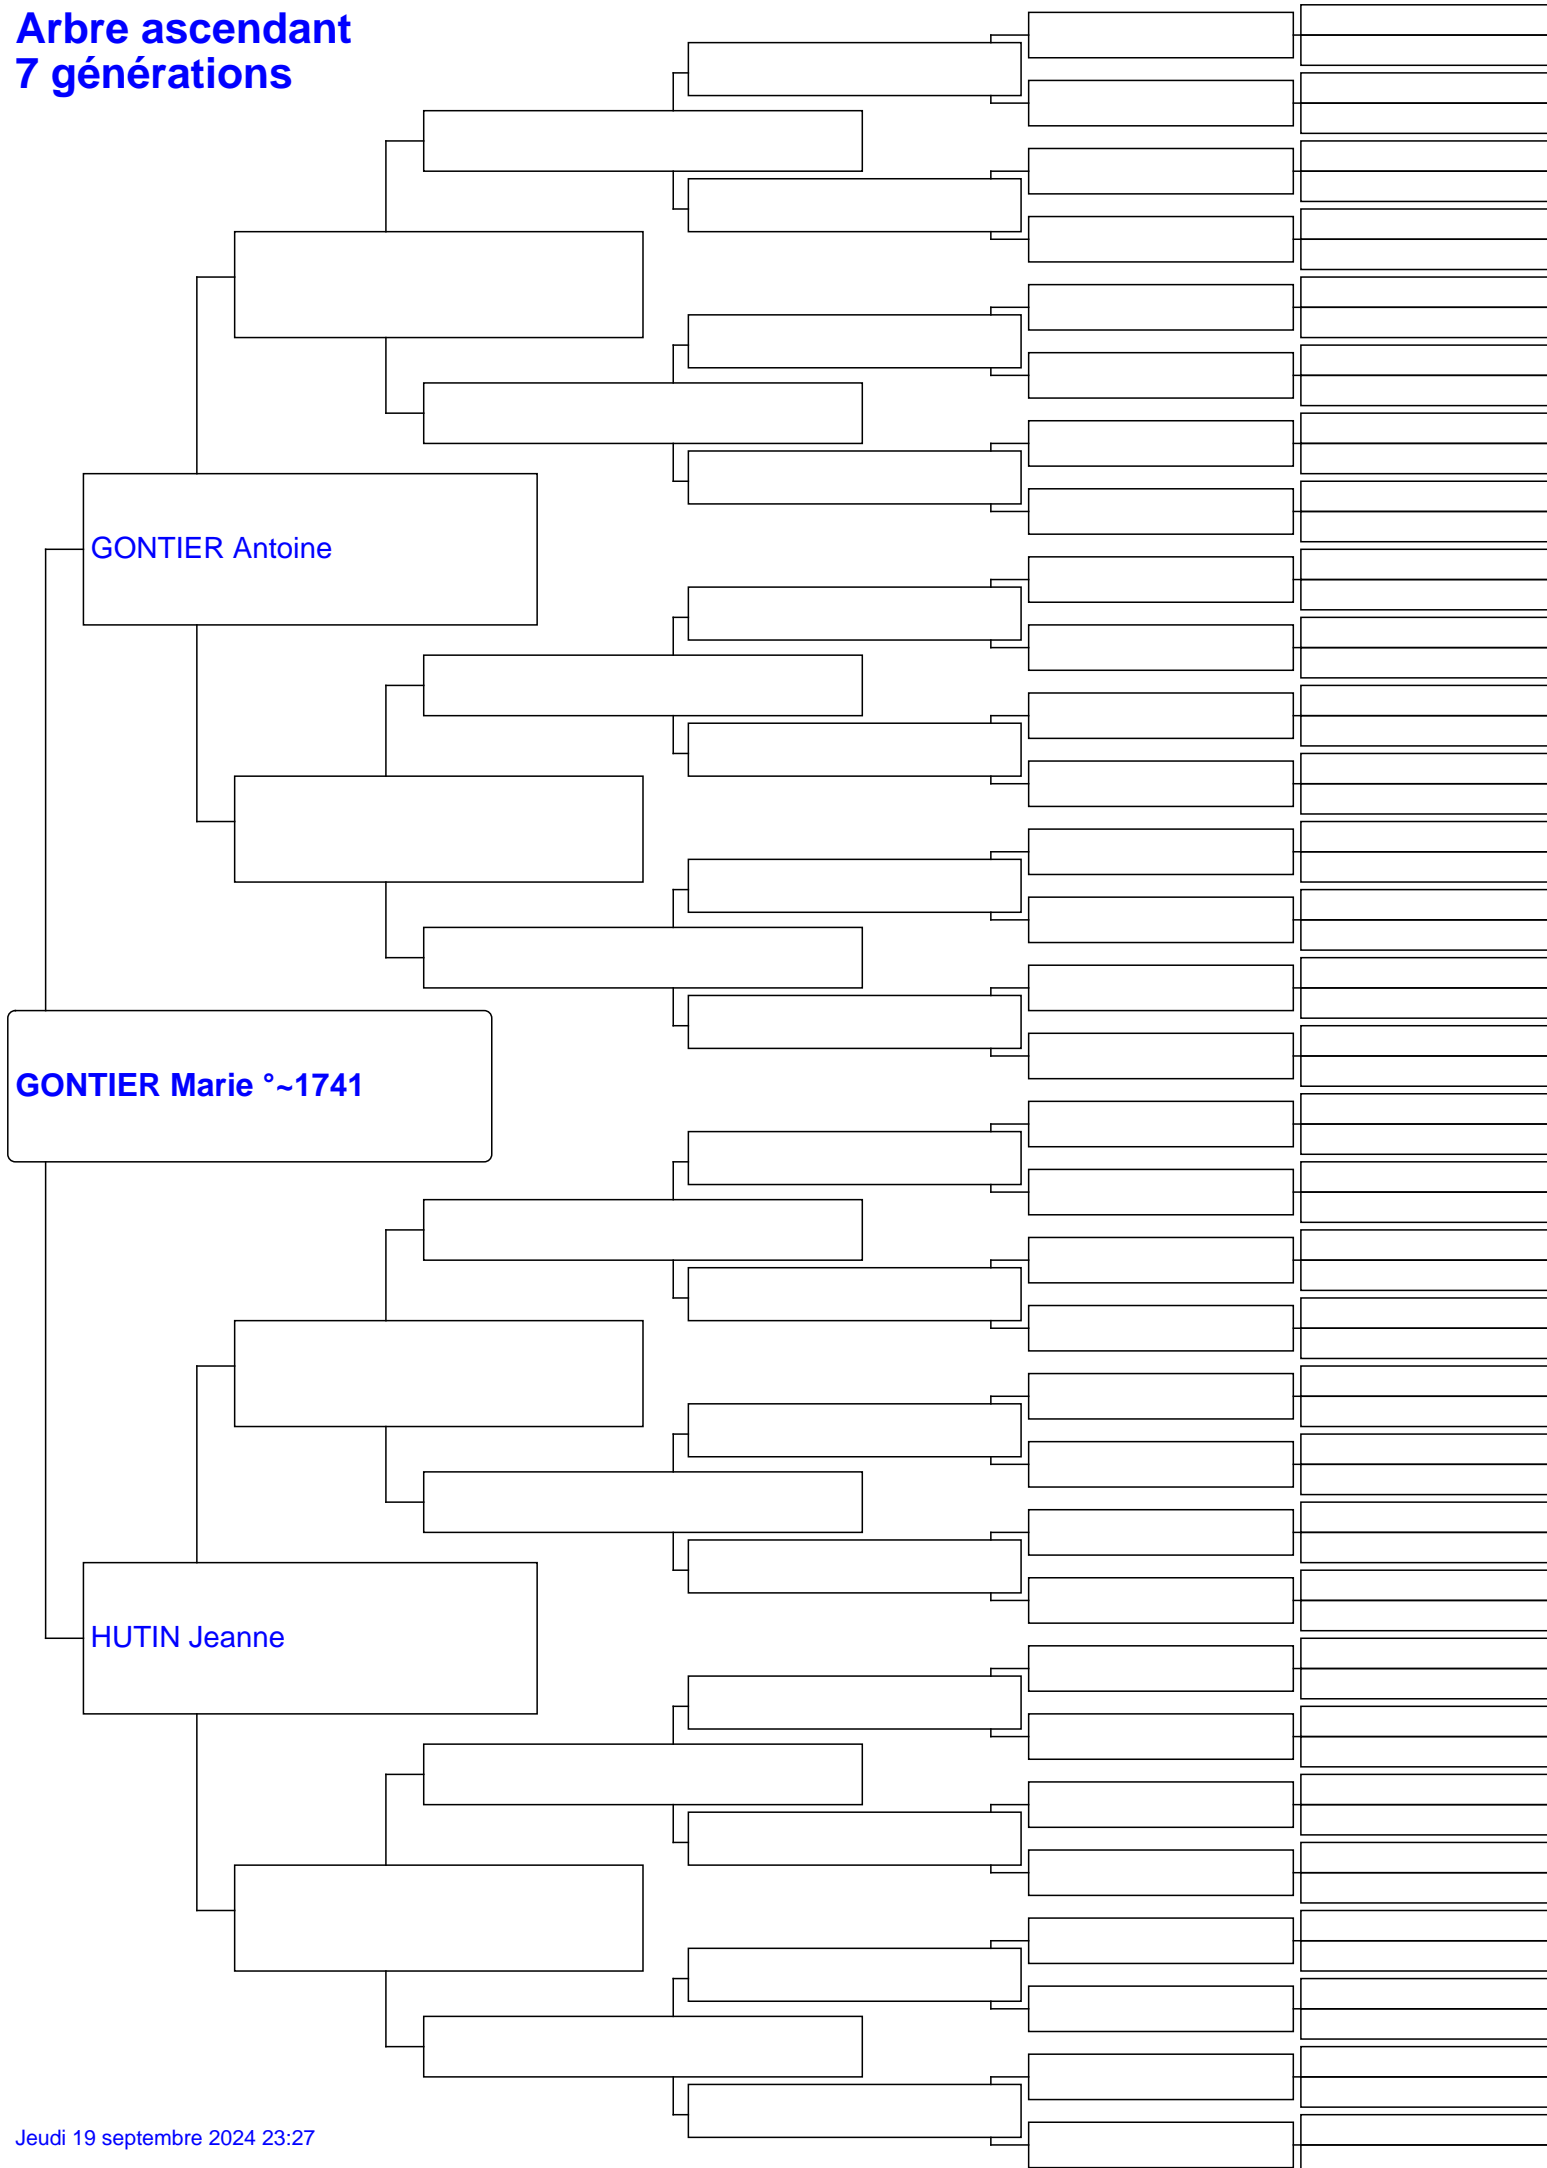 Arbre ascendant
7 générations
GONTIER Antoine
GONTIER Marie °~1741
HUTIN Jeanne
Jeudi 19 septembre 2024 23:27